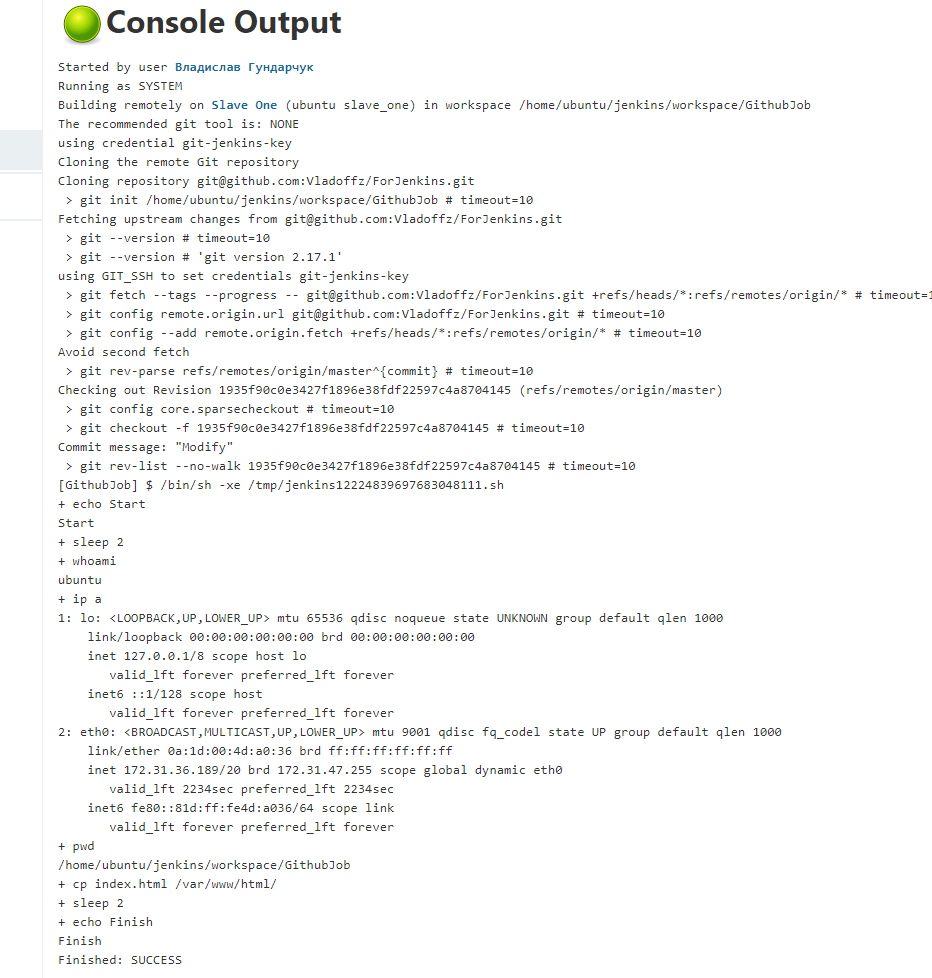 Console Output
Started by user Владислав Гундарчук
Running as SYSTEM
Building remotely on Slave One (ubuntu slave_one) in workspace /home/ubuntu/jenkins/workspace/GithubJob
The recommended git tool is: NONE
using credential git-jenkins-key
Cloning the remote Git repository
Cloning repository git@github.com:Vladoffz/ForJenkins.git
 > git init /home/ubuntu/jenkins/workspace/GithubJob # timeout=10
Fetching upstream changes from git@github.com:Vladoffz/ForJenkins.git
 > git --version # timeout=10
 > git --version # 'git version 2.17.1'
using GIT_SSH to set credentials git-jenkins-key
 > git fetch --tags --progress -- git@github.com:Vladoffz/ForJenkins.git +refs/heads/*:refs/remotes/origin/* # timeout=1
 > git config remote.origin.url git@github.com:Vladoffz/ForJenkins.git # timeout=10
 > git config --add remote.origin.fetch +refs/heads/*:refs/remotes/origin/* # timeout=10
Avoid second fetch
 > git rev-parse refs/remotes/origin/master^{commit} # timeout=10
Checking out Revision 1935f90c0e3427f1896e38fdf22597c4a8704145 (refs/remotes/origin/master)
 > git config core.sparsecheckout # timeout=10
 > git checkout -f 1935f90c0e3427f1896e38fdf22597c4a8704145 # timeout=10
Commit message: "Modify"
 > git rev-list --no-walk 1935f90c0e3427f1896e38fdf22597c4a8704145 # timeout=10
[GithubJob] $ /bin/sh -xe /tmp/jenkins12224839697683048111.sh
+ echo Start
Start
+ sleep 2
+ whoami
ubuntu
+ ip a
1: lo: <LOOPBACK,UP,LOWER_UP> mtu 65536 qdisc noqueue state UNKNOWN group default qlen 1000
    link/loopback 00:00:00:00:00:00 brd 00:00:00:00:00:00
    inet 127.0.0.1/8 scope host lo
       valid_lft forever preferred_lft forever
    inet6 ::1/128 scope host
       valid_lft forever preferred_lft forever
2: eth0: <BROADCAST,MULTICAST,UP,LOWER_UP> mtu 9001 qdisc fq_codel state UP group default qlen 1000
    link/ether 0a:1d:00:4d:a0:36 brd ff:ff:ff:ff:ff:ff
    inet 172.31.36.189/20 brd 172.31.47.255 scope global dynamic eth0
       valid_lft 2234sec preferred_lft 2234sec
    inet6 fe80::81d:ff:fe4d:a036/64 scope link
       valid_lft forever preferred_lft forever
+ pwd
/home/ubuntu/jenkins/workspace/GithubJob
+ cp index.html /var/www/html/
+ sleep 2
+ echo Finish
Finish
Finished: SUCCESS